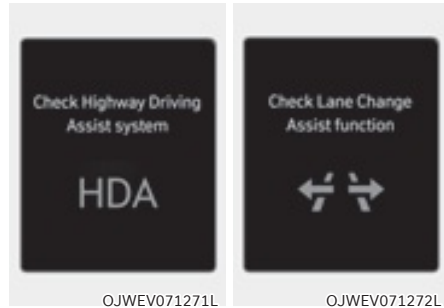 Check Highway Driving
Assist system
HDA
OJWEV071271L
Check Lane Change
Assist function
OJWEV071272L